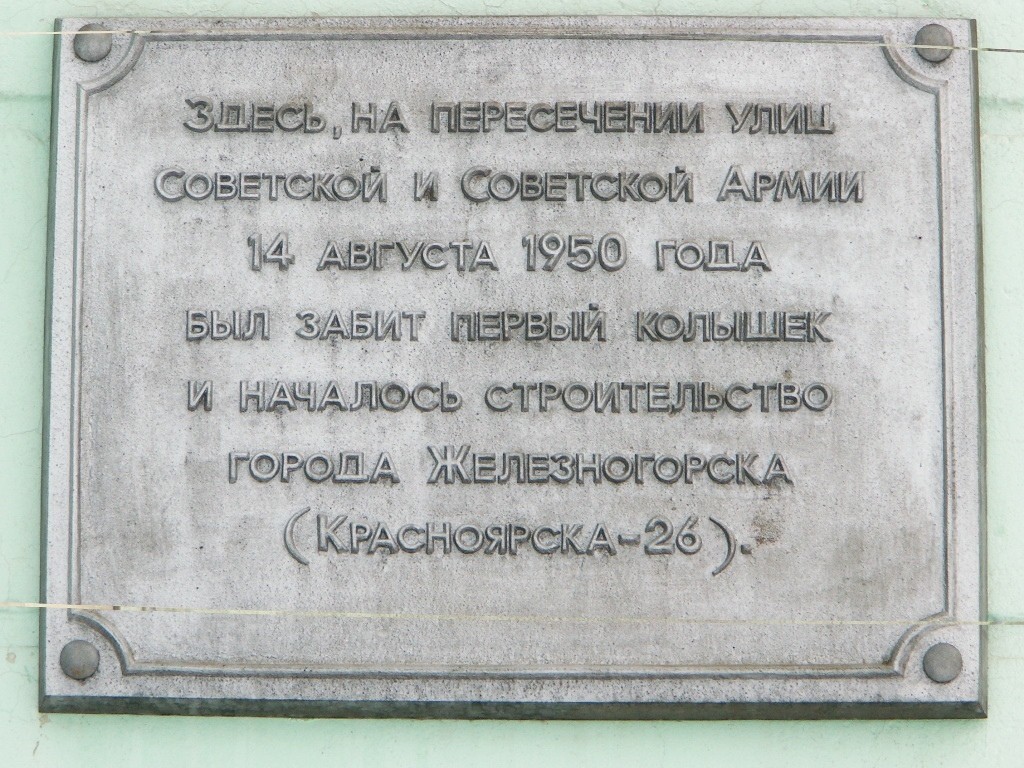 Здесь, на пересечении улиц
Советской и Советской Армии
14 августа 1950 года
был забит первый колышек
и началось строительство
города Железногорска
(Красноярска-26).